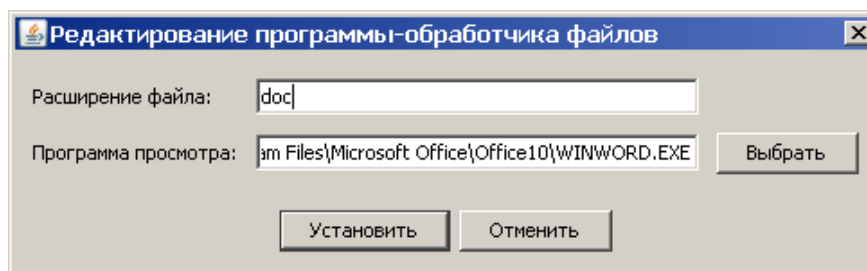 Редактирование программы-обработчика файлов
Расширение файла: doc
Программа просмотра: am Files\Microsoft Office\Office10\WINWORD.EXE Выбрать
Установить Отменить